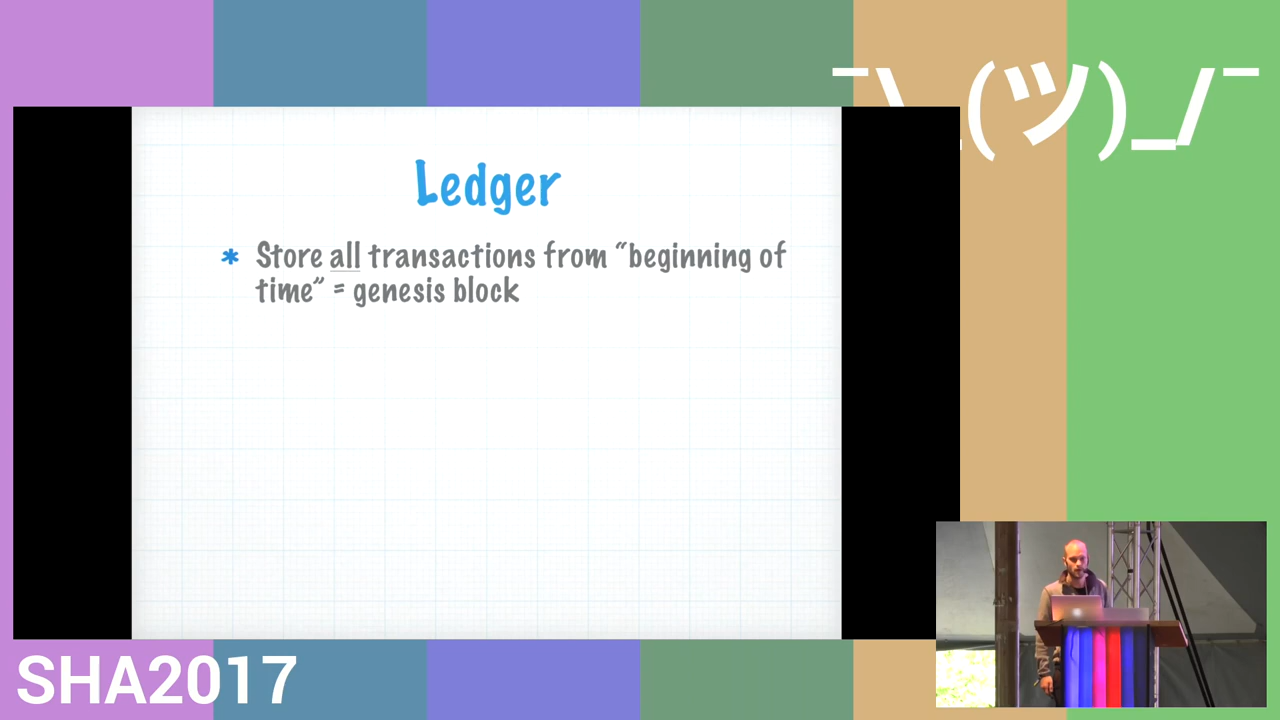 ¯\_(ツ)_/¯
Ledger
* Store all transactions from “beginning of
time” = genesis block
SHA2017